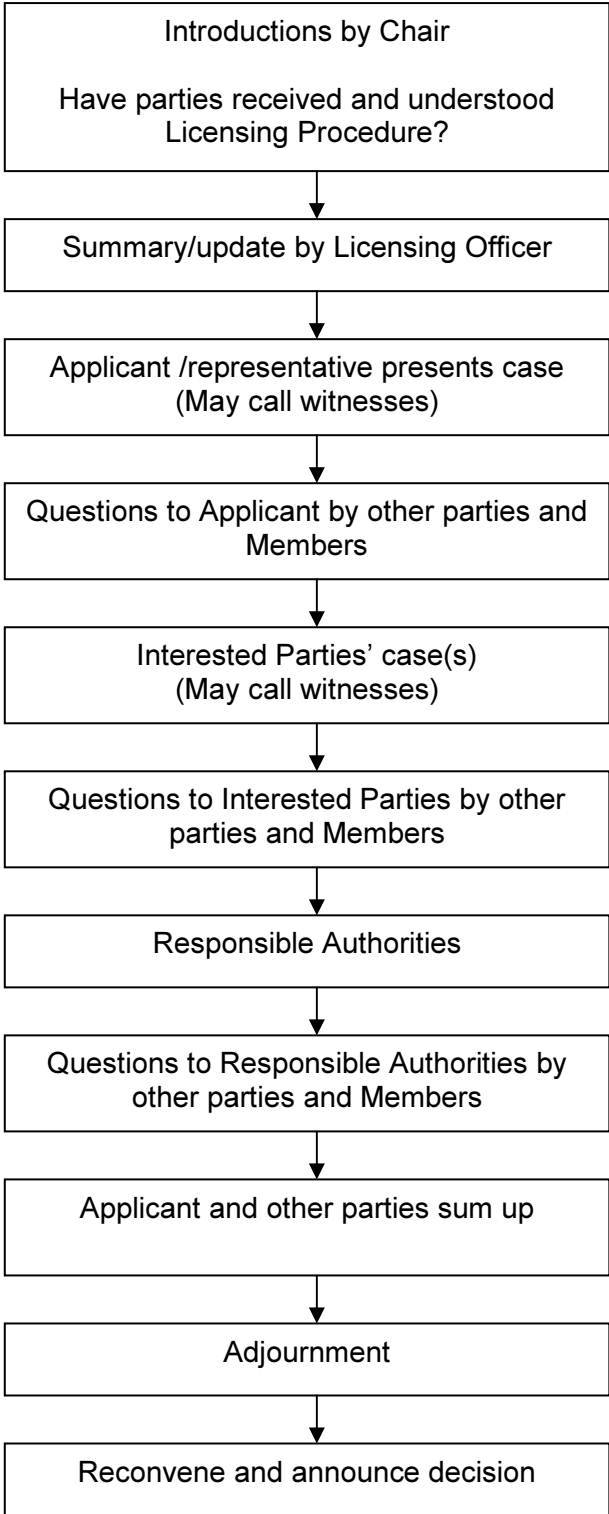 Introductions by Chair
Have parties received and understood
Licensing Procedure?
Summary/update by Licensing Officer
Applicant /representative presents case
(May call witnesses)
Questions to Applicant by other parties and
Members
Interested Parties’ case(s)
(May call witnesses)
Questions to Interested Parties by other
parties and Members
Responsible Authorities
Questions to Responsible Authorities by
other parties and Members
Applicant and other parties sum up
Adjournment
Reconvene and announce decision